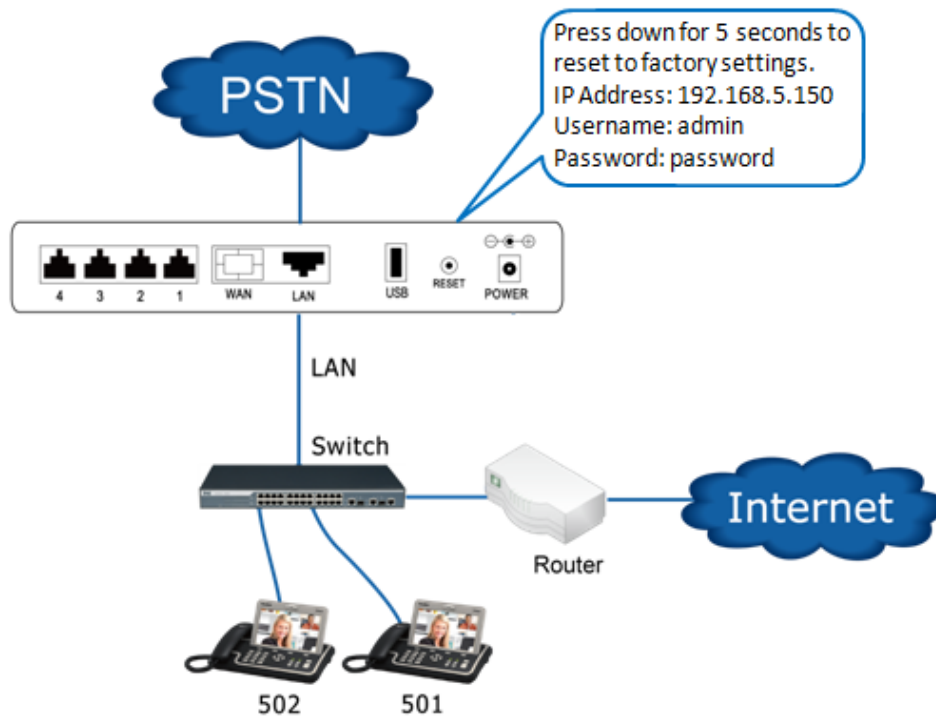 Press down for 5 seconds to
reset to factory settings.
IP Address: 192.168.5.150
Username: admin
Password: password
PSTN
4 3 2 1 WAN LAN USB RESET POWER
LAN
Switch
Internet
Router
502 501